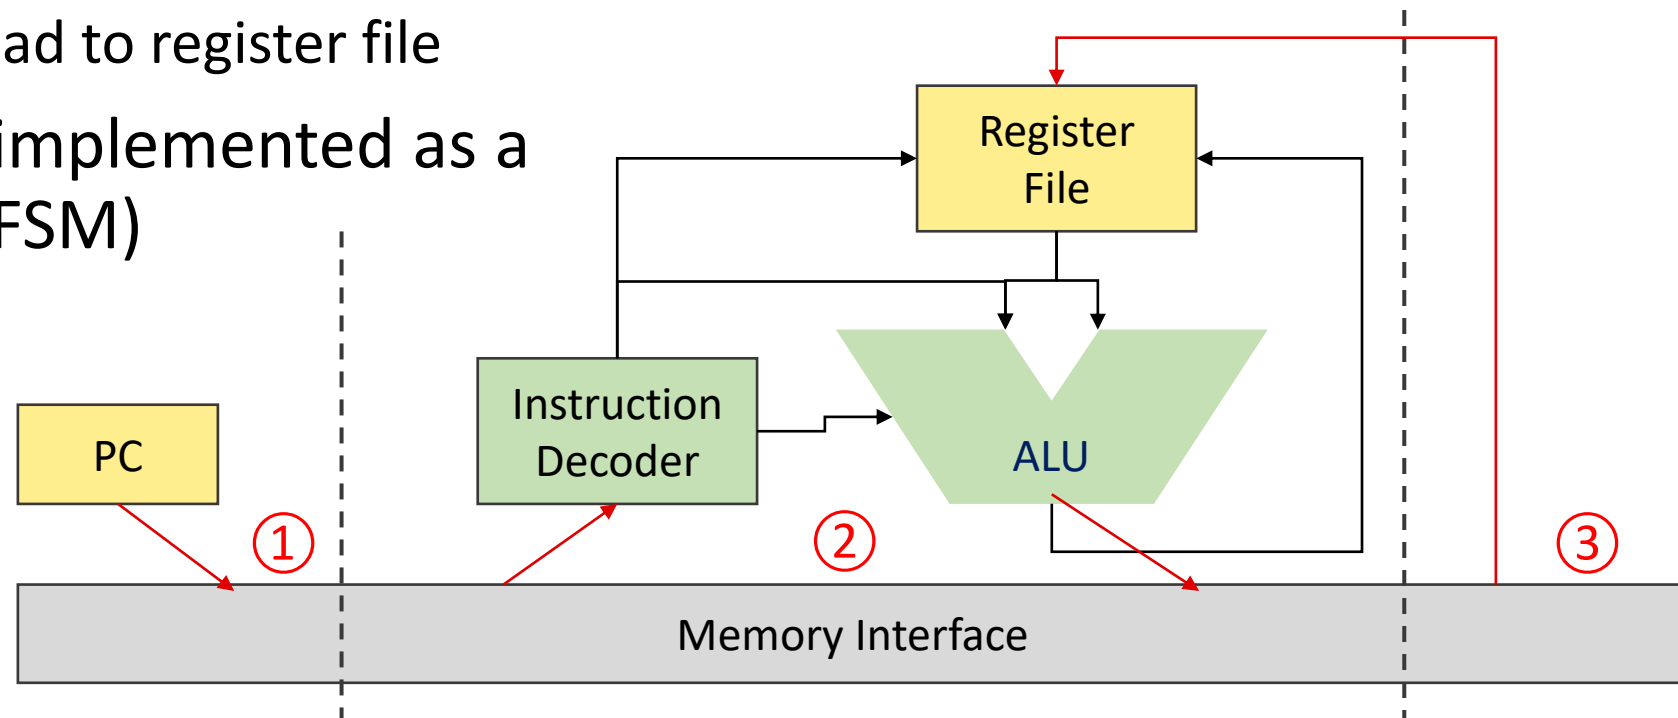 ad to register file
implemented as a
FSM)
Register
File
Instruction
Decoder
PC
ALU
1
2
3
Memory Interface